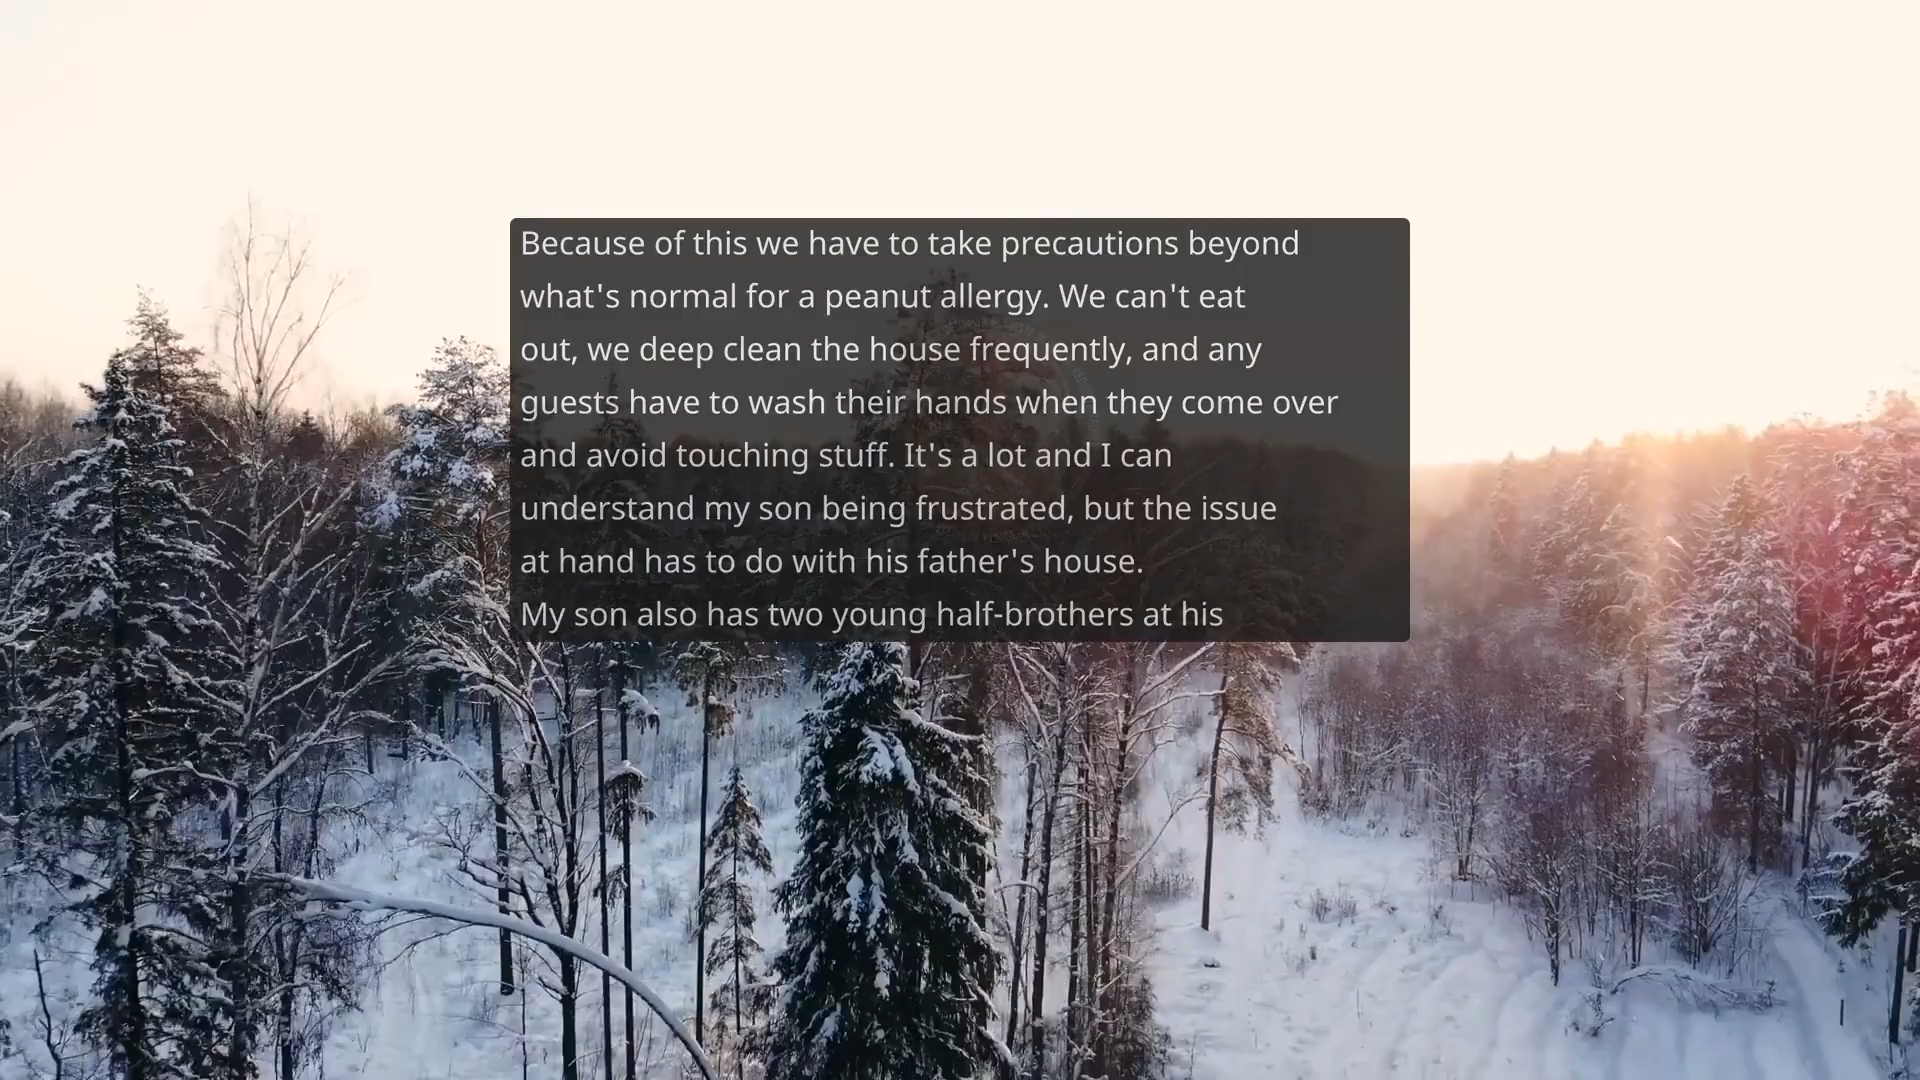 Because of this we have to take precautions beyond
what's normal for a peanut allergy. We can't eat
out, we deep clean the house frequently, and any
guests have to wash their hands when they come over
and avoid touching stuff. It's a lot and I can
understand my son being frustrated, but the issue
at hand has to do with his father's house.
My son also has two young half-brothers at his